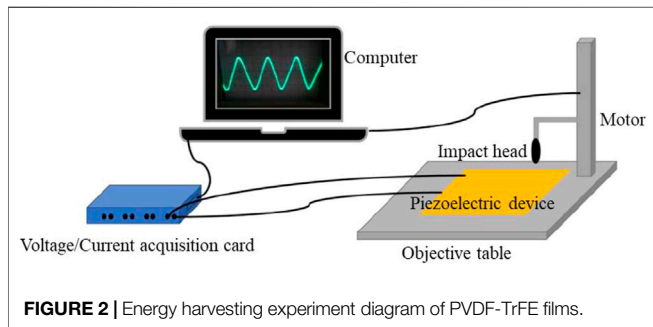 Computer
Motor
Impact head
Piezoelectric device
Voltage/Current acquisition card
Objective table
FIGURE 2 | Energy harvesting experiment diagram of PVDF-TrFE films.